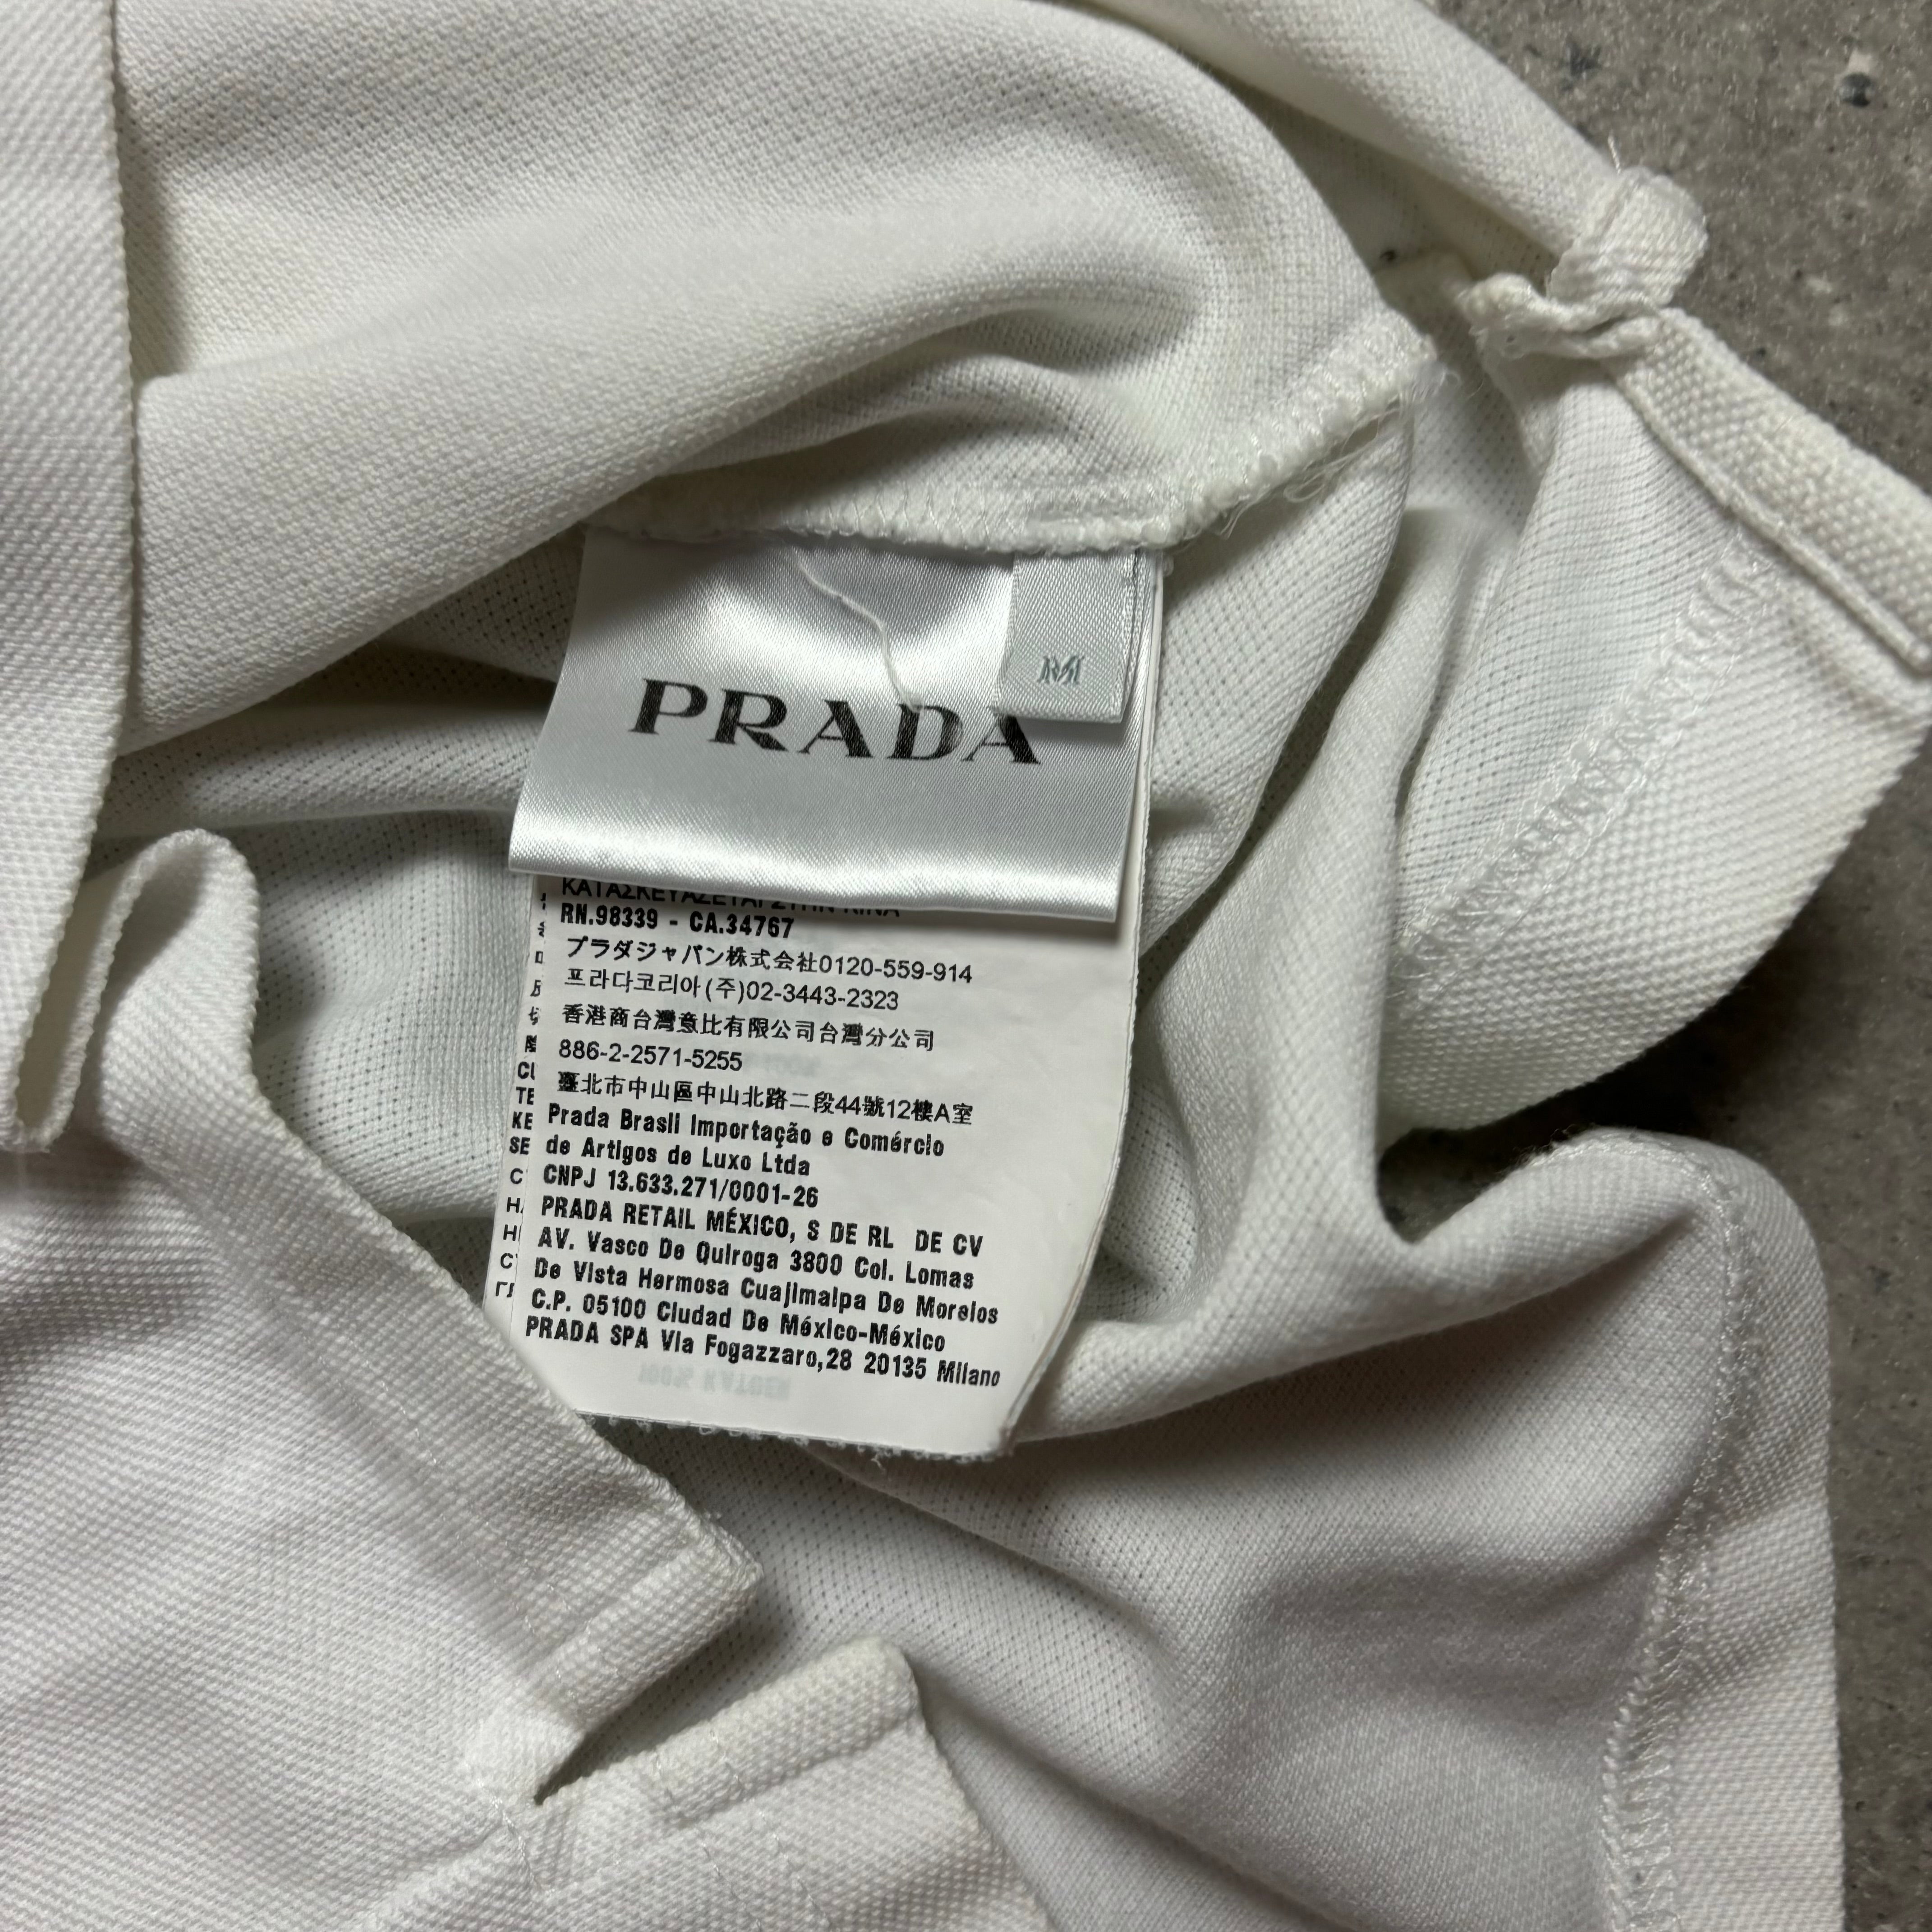 M
PRADA
ΚΑΤΑΣΚΕΥΑΖΕΤΑΙ ΣΤΗΝ ΚΙΝΑ
RN.98339 - CA.34767
プラダジャパン株式会社0120-559-914
프라다코리아(주)02-3443-2323
香港商台灣意比有限公司台灣分公司
886-2-2571-5255
臺北市中山區中山北路二段44號12樓A室
Prada Brasil Importação e Comércio
de Artigos de Luxo Ltda
CNPJ 13.633.271/0001-26
PRADA RETAIL MÉXICO, S DE RL DE CV
AV. Vasco De Quiroga 3800 Col. Lomas
De Vista Hermosa Cuajimalpa De Morelos
C.P. 05100 Ciudad De México-México
PRADA SPA Via Fogazzaro,28 20135 Milano